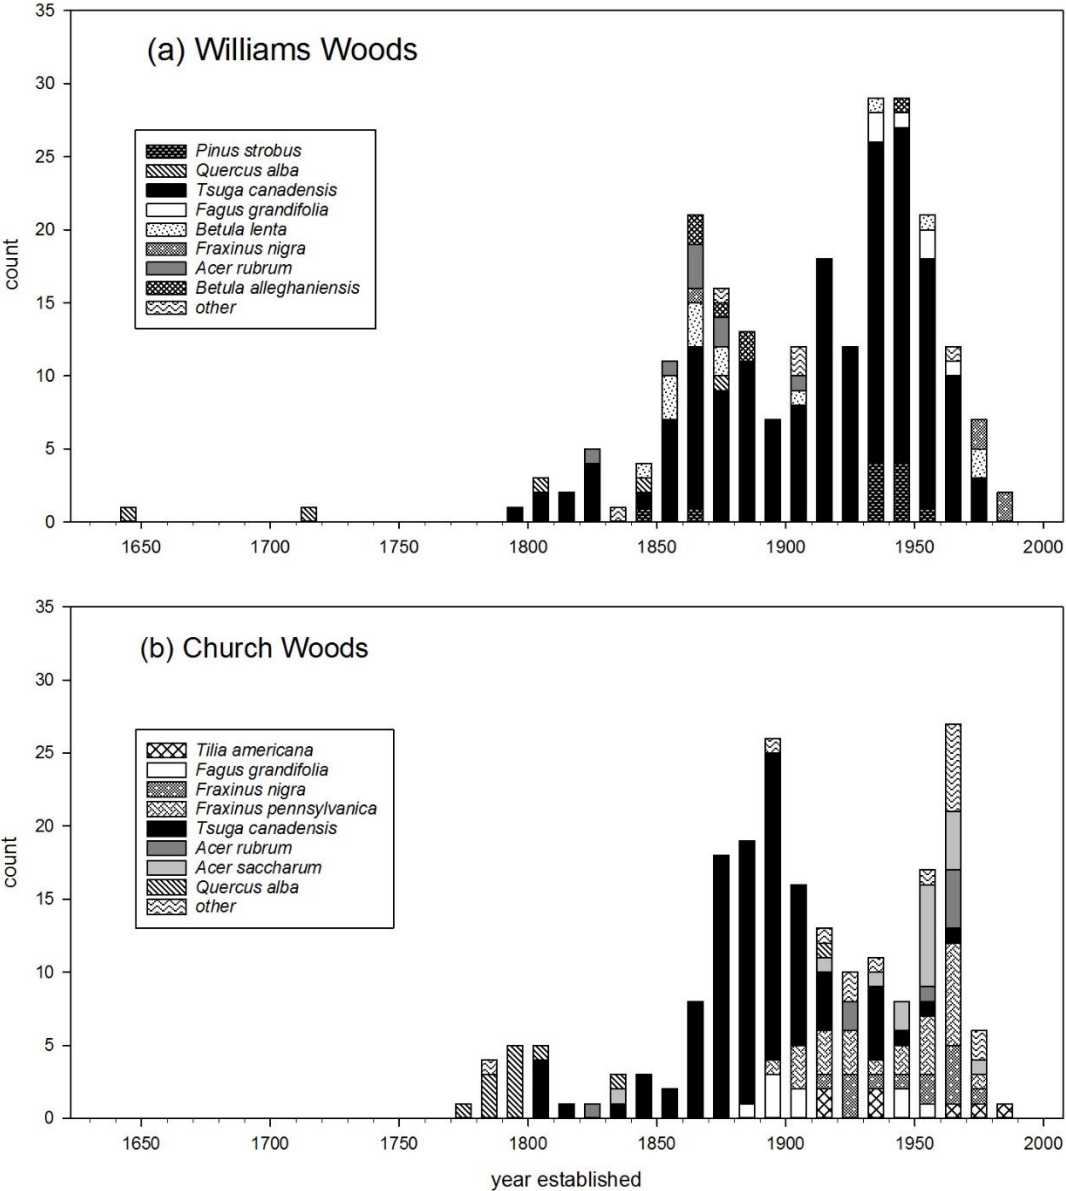 35
(a) Williams Woods
30
Pinus strobus
25
Quercus alba
Tsuga canadensis
Fagus grandifolia
20
Betula lenta
count
Fraxinus nigra
Acer rubrum
15
Betula alleghaniensis
other
10
5
0
1650 1700 1750 1800 1850 1900 1950 2000
35
(b) Church Woods
30
25
Tilia americana
Fagus grandifolia
Fraxinus nigra
Fraxinus pennsylvanica
20
Tsuga canadensis
count
Acer rubrum
Acer saccharum
Quercus alba
15
other
10
5
0
1650 1700 1750 1800 1850 1900 1950 2000
year established